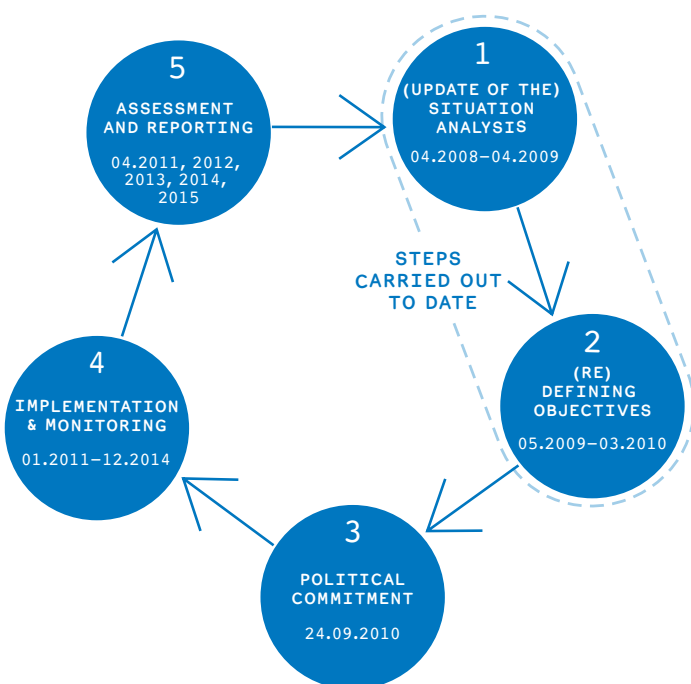 1
(UPDATE OF THE)
SITUATION
ANALYSIS
04.2008–04.2009
STEPS
CARRIED OUT
TO DATE
2
(RE)
DEFINING
OBJECTIVES
05.2009–03.2010
3
POLITICAL
COMMITMENT
24.09.2010
4
IMPLEMENTATION
& MONITORING
01.2011–12.2014
5
ASSESSMENT
AND REPORTING
04.2011, 2012,
2013, 2014,
2015